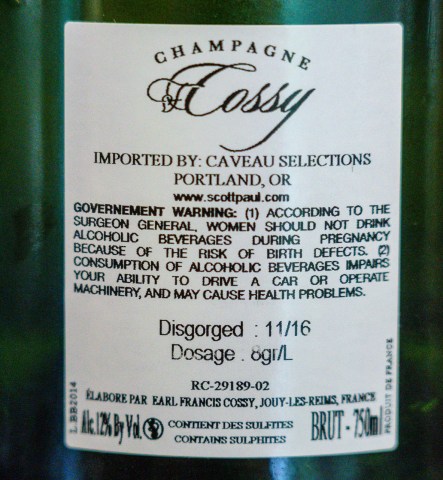 CHAMPAGNE
Cossy
IMPORTED BY: CAVEAU SELECTIONS
PORTLAND, OR
www.scottpaul.com
GOVERNEMENT WARNING: (1) ACCORDING TO THE
SURGEON GENERAL, WOMEN SHOULD NOT DRINK
ALCOHOLIC BEVERAGES DURING PREGNANCY
BECAUSE OF THE RISK OF BIRTH DEFECTS. (2)
CONSUMPTION OF ALCOHOLIC BEVERAGES IMPAIRS
YOUR ABILITY TO DRIVE A CAR OR OPERATE
MACHINERY, AND MAY CAUSE HEALTH PROBLEMS.
Disgorged : 11/16
Dosage : 8gr/L
RC-29189-02
ÉLABORE PAR EARL FRANCIS COSSY, JOUY-LES-REIMS, FRANCE
Alc.12% By Vol.
CONTIENT DES SULFITES
CONTAINS SULPHITES
BRUT - 750ml
L BB2014
PRODUIT DE FRANCE